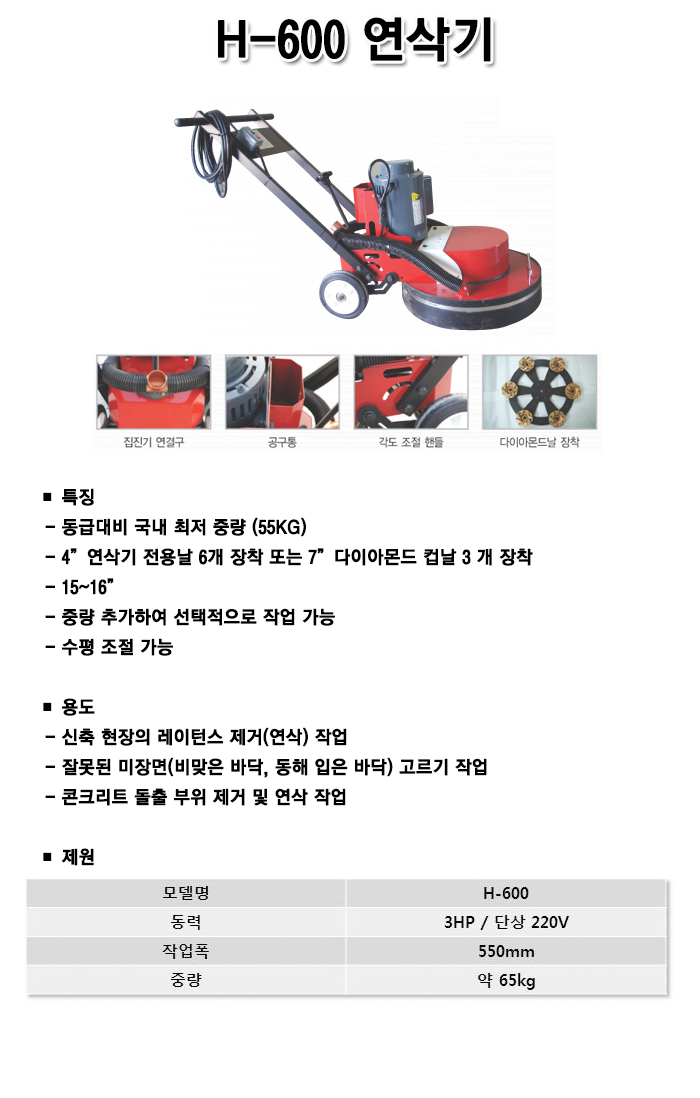 H-600 연삭기
집진기 연결구
공구통
각도 조절 핸들
다이아몬드날 장착
■ 특징
- 동급대비 국내 최저 중량 (55KG)
- 4” 연삭기 전용날 6개 장착 또는 7” 다이아몬드 컵날 3 개 장착
- 15~16”
- 중량 추가하여 선택적으로 작업 가능
- 수평 조절 가능
■ 용도
- 신축 현장의 레이턴스 제거(연삭) 작업
- 잘못된 미장면(비맞은 바닥, 동해 입은 바닥) 고르기 작업
- 콘크리트 돌출 부위 제거 및 연삭 작업
■ 제원
모델명 H-600
동력 3HP / 단상 220V
작업폭 550mm
중량 약 65kg